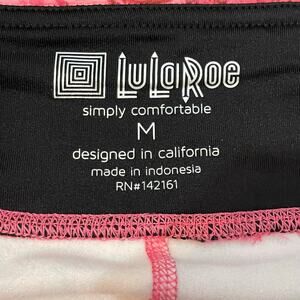 LuLaRoe
simply comfortable
M
designed in california
made in indonesia
RN#142161